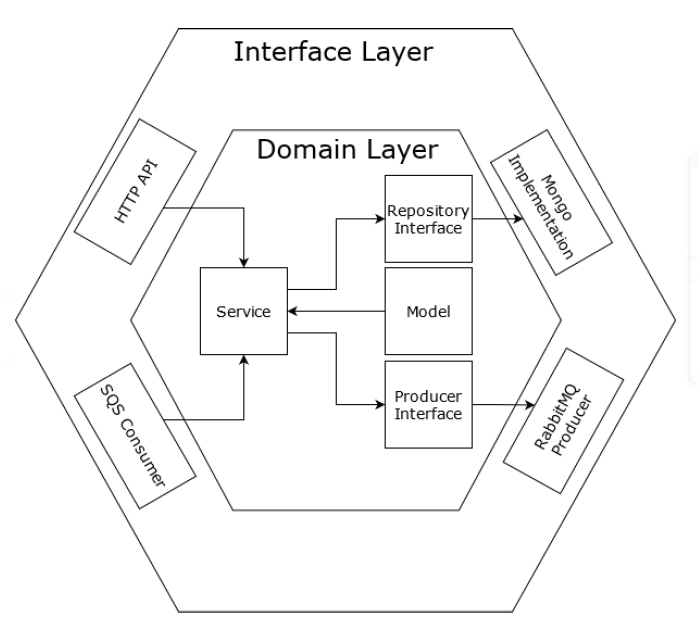 Interface Layer
Domain Layer
HTTP API
Repository
Interface
Mongo
Implementation
Service
Model
SQS Consumer
Producer
Interface
RabbitMQ
Producer